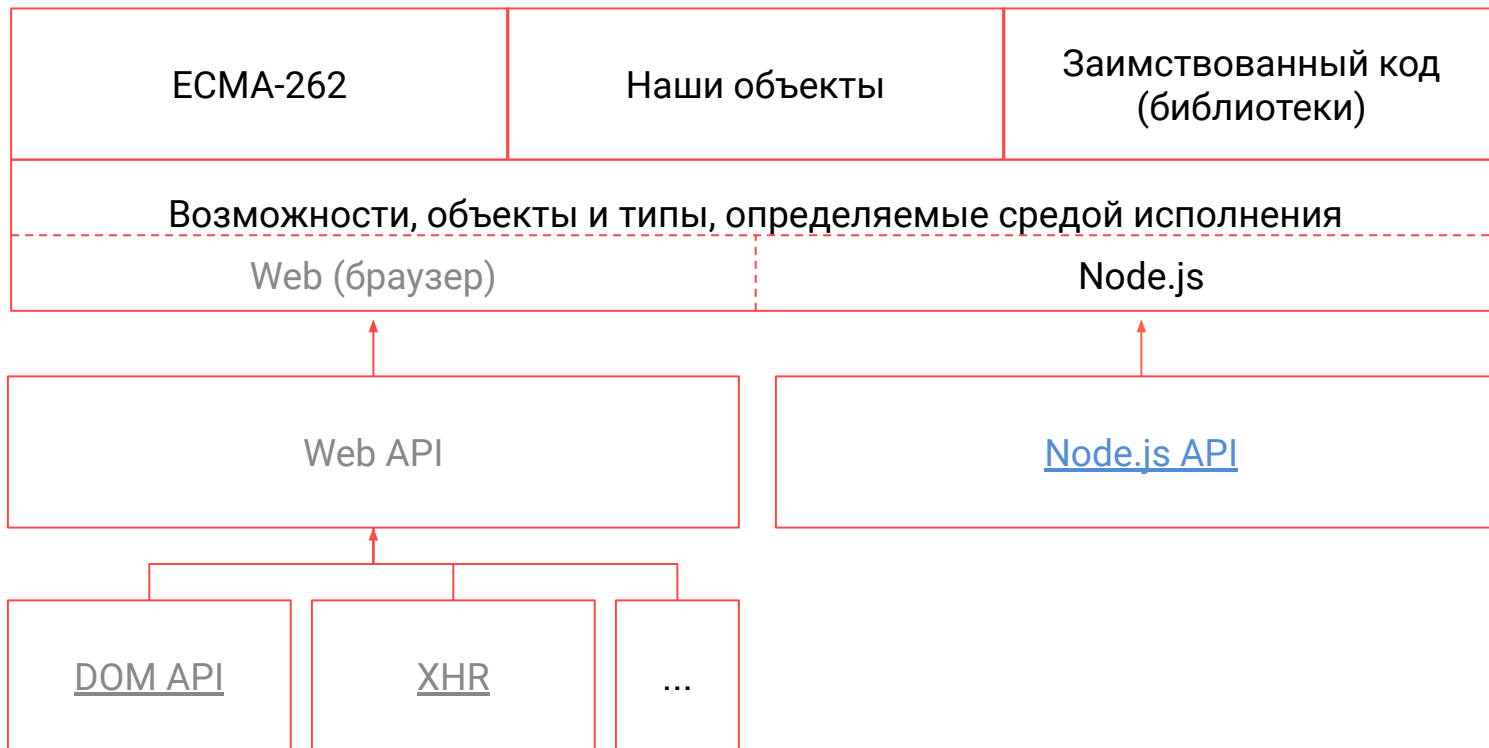 ECMA-262
Наши объекты
Заимствованный код
(библиотеки)
Возможности, объекты и типы, определяемые средой исполнения
Web (браузер)
Node.js
Web API
Node.js API
DOM API
XHR
...